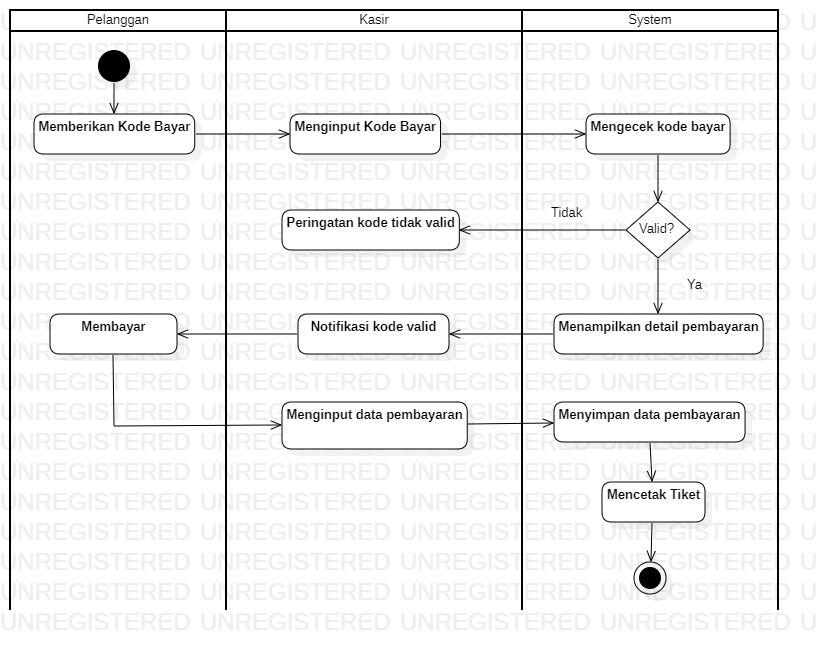 Pelanggan Kasir System
Memberikan Kode Bayar Menginput Kode Bayar Mengecek kode bayar
Tidak
Peringatan kode tidak valid Valid?
Ya
Membayar Notifikasi kode valid Menampilkan detail pembayaran
Menginput data pembayaran Menyimpan data pembayaran
Mencetak Tiket
UNREGISTERED UNREGISTERED UNREGISTERED UNREGISTERED U